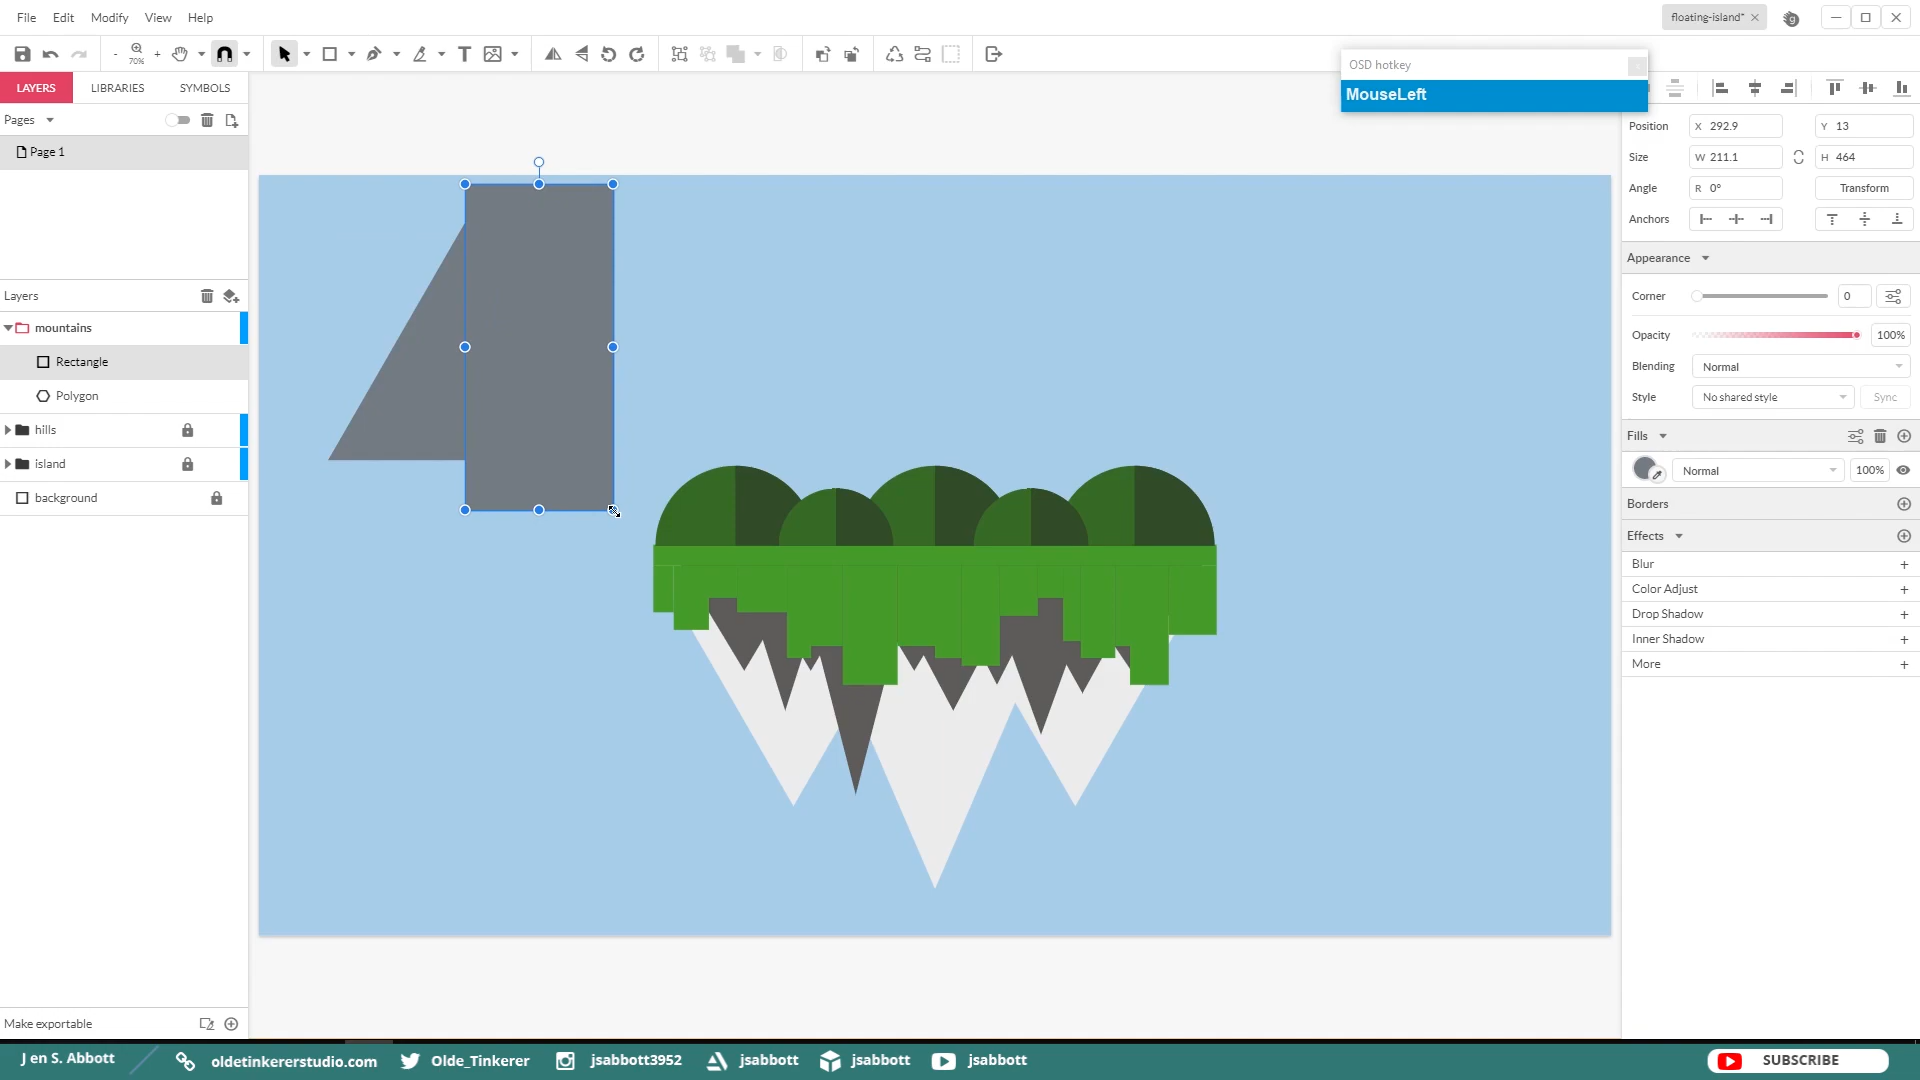 File Edit Modify View Help
floating-island*
70%
OSD hotkey
MouseLeft
LAYERS LIBRARIES SYMBOLS
Pages
Page 1
Layers
mountains
Rectangle
Polygon
hills
island
background
Make exportable
Position X 292.9 Y 13
Size W 211.1 H 464
Angle R 0° Transform
Anchors
Appearance
Corner 0
Opacity 100%
Blending Normal
Style No shared style Sync
Fills
Normal 100%
Borders
Effects
Blur
Color Adjust
Drop Shadow
Inner Shadow
More
J en S. Abbott oldetinkererstudio.com Olde_Tinkerer jsabbott3952 jsabbott jsabbott jsabbott SUBSCRIBE